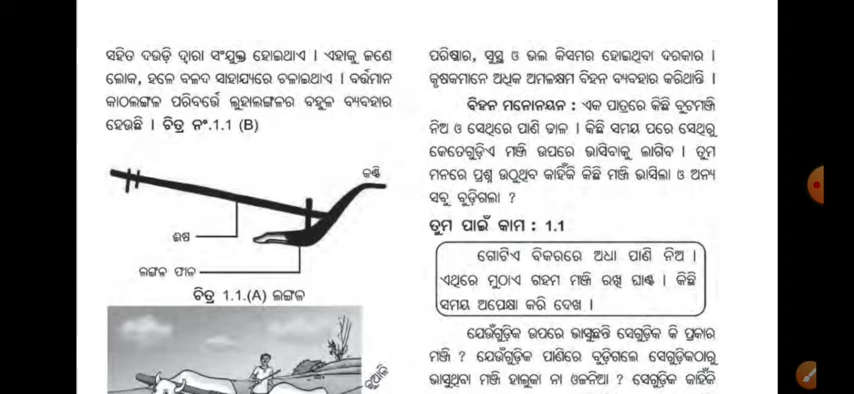 ସହିତ ଦଉଡ଼ି ଦ୍ୱାରା ସଂଯୁକ୍ତ ହୋଇଥାଏ । ଏହାକୁ ଜଣେ
ଲୋକ, ହଳେ ବଳଦ ସାହାଯ୍ୟରେ ଚଳାଇଥାଏ । ବର୍ତ୍ତମାନ
କାଠଲଙ୍ଗଳ ପରିବର୍ତ୍ତେ ଲୁହାଲଙ୍ଗଳର ବହୁଳ ବ୍ୟବହାର
ହେଉଛି । ଚିତ୍ର ନଂ.1.1 (B)
କଣ୍ଟି
ଈଷ
ଲଙ୍ଗଳ ଫାଳ
ଚିତ୍ର 1.1.(A) ଲଙ୍ଗଳ
ଯୁଆଳି
ପରିଷ୍କାର, ସୁସ୍ଥ ଓ ଭଲ କିସମର ହୋଇଥିବା ଦରକାର ।
କୃଷକମାନେ ଅଧିକ ଅମଳକ୍ଷମ ବିହନ ବ୍ୟବହାର କରିଥାନ୍ତି ।
ବିହନ ମନୋନୟନ : ଏକ ପାତ୍ରରେ କିଛି ବୁଟମଞ୍ଜି
ନିଅ ଓ ସେଥିରେ ପାଣି ଢାଳ । କିଛି ସମୟ ପରେ ସେଥିରୁ
କେତେଗୁଡ଼ିଏ ମଞ୍ଜି ଉପରେ ଭାସିବାକୁ ଲାଗିବ । ତୁମ
ମନରେ ପ୍ରଶ୍ନ ଉଠୁଥିବ କାହିଁକି କିଛି ମଞ୍ଜି ଭାସିଲା ଓ ଅନ୍ୟ
ସବୁ ବୁଡ଼ିଗଲା ?
ତୁମ ପାଇଁ କାମ : 1.1
ଗୋଟିଏ ବିକରରେ ଅଧା ପାଣି ନିଅ ।
ଏଥିରେ ମୁଠାଏ ଗହମ ମଞ୍ଜି ରଖି ଘାଣ୍ଟ । କିଛି
ସମୟ ଅପେକ୍ଷା କରି ଦେଖ ।
ଯେଉଁଗୁଡ଼ିକ ଉପରେ ଭାସୁଛନ୍ତି ସେଗୁଡ଼ିକ କି ପ୍ରକାର
ମଞ୍ଜି ? ଯେଉଁଗୁଡ଼ିକ ପାଣିରେ ବୁଡ଼ିଗଲେ ସେଗୁଡ଼ିକଠାରୁ
ଭାସୁଥିବା ମଞ୍ଜି ହାଲୁକା ନା ଓଜନିଆ ? ସେଗୁଡ଼ିକ କାହିଁକି